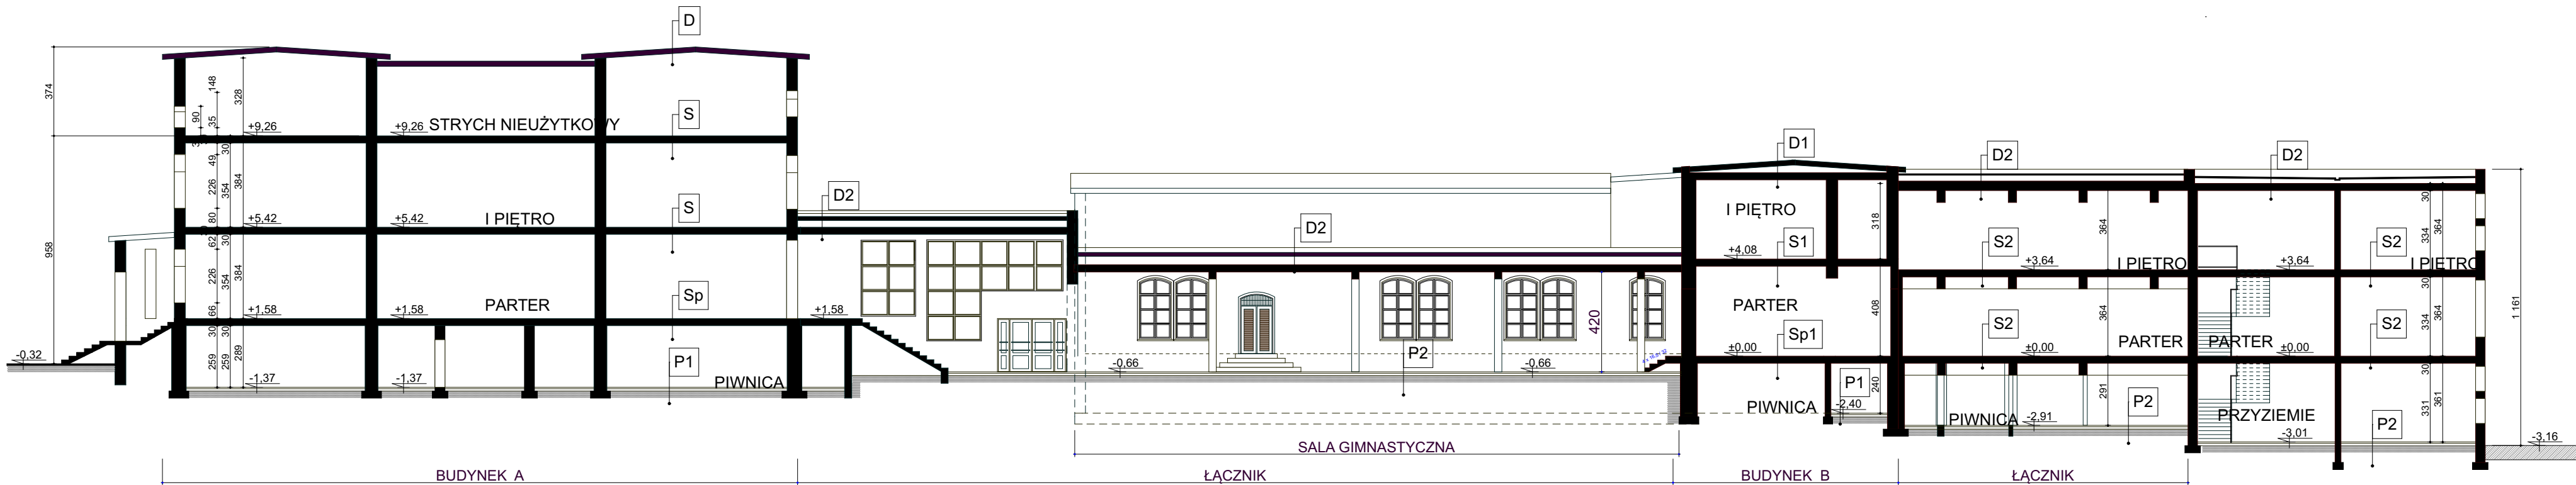 D
374
148
328
90
35
+9,26
+9,26
STRYCH NIEUŻYTKOWY
S
30
49
226
354
384
80
+5,42
+5,42
I PIĘTRO
S
D2
958
62
30
226
354
384
66
+1,58
+1,58
PARTER
Sp
+1,58
-0,32
30
30
259
259
289
-1,37
-1,37
P1
PIWNICA
D2
420
-0,66
P2
-0,66
D1
I PIĘTRO
318
+4,08
S1
PARTER
408
Sp1
±0,00
P1
240
PIWNICA
-2,40
D2
364
S2
+3,64
I PIĘTRO
364
S2
PARTER
±0,00
291
PIWNICA
-2,91
P2
D2
30
334
364
S2
+3,64
I PIĘTRO
30
334
364
S2
PARTER
±0,00
30
331
361
PRZYZIEMIE
-3,01
P2
1 161
-3,16
SALA GIMNASTYCZNA
BUDYNEK A
ŁĄCZNIK
BUDYNEK B
ŁĄCZNIK